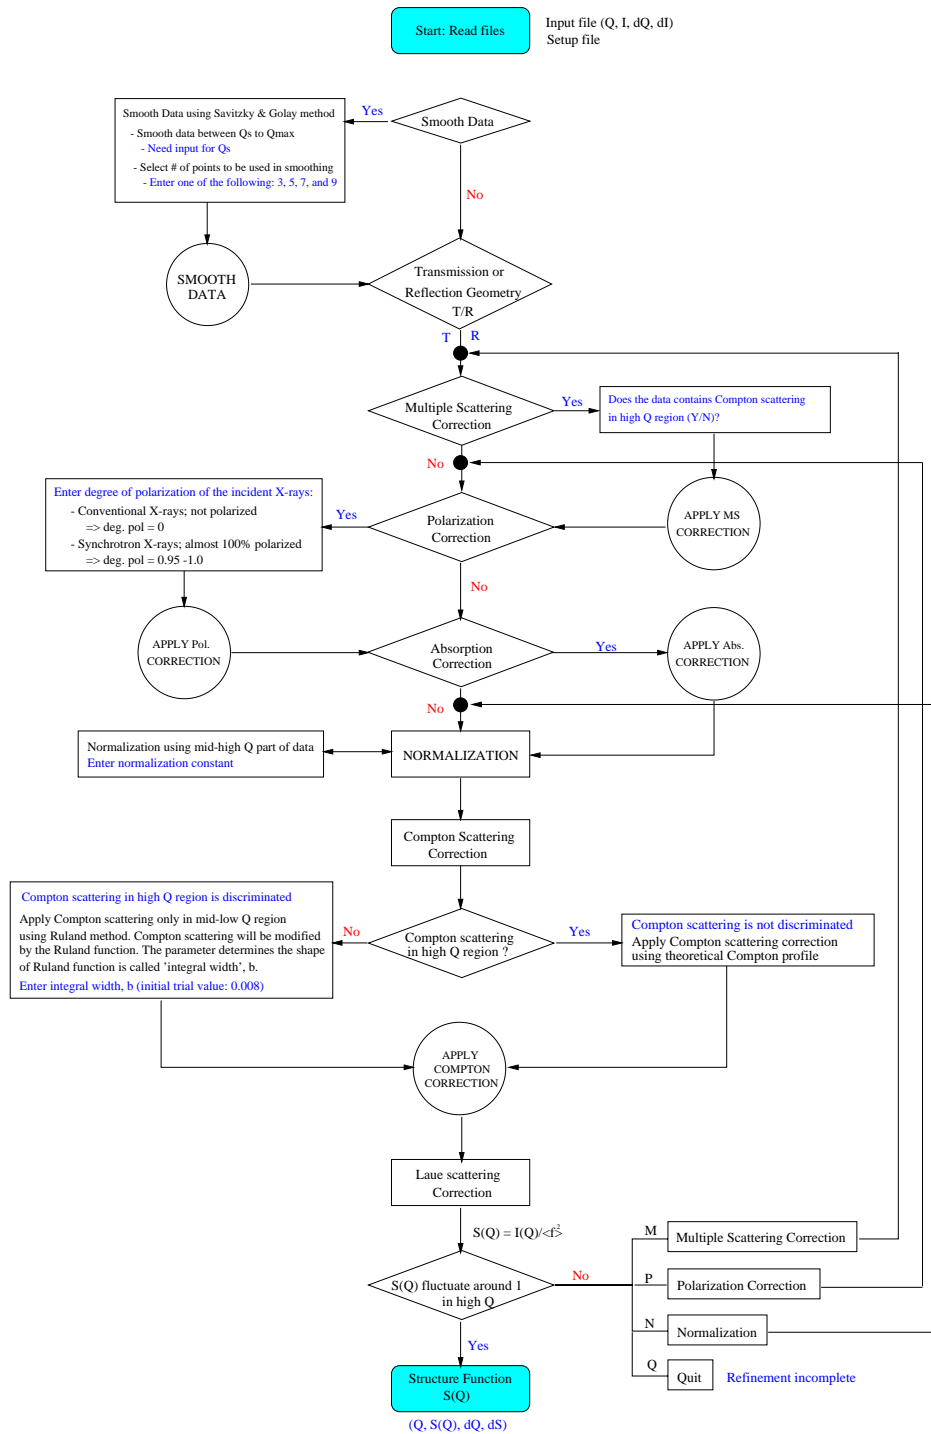 Start: Read files
Input file (Q, I, dQ, dI)
Setup file
Smooth Data using Savitzky & Golay method
- Smooth data between Qs to Qmax
- Need input for Qs
- Select # of points to be used in smoothing
- Enter one of the following: 3, 5, 7, and 9
Yes
Smooth Data
No
SMOOTH
DATA
Transmission or
Reflection Geometry
T/R
T
R
Multiple Scattering
Correction
Yes
Does the data contains Compton scattering
in high Q region (Y/N)?
No
Enter degree of polarization of the incident X-rays:
- Conventional X-rays; not polarized
=> deg. pol = 0
- Synchrotron X-rays; almost 100% polarized
=> deg. pol = 0.95 -1.0
Yes
Polarization
Correction
APPLY MS
CORRECTION
No
APPLY Pol.
CORRECTION
Absorption
Correction
Yes
APPLY Abs.
CORRECTION
No
Normalization using mid-high Q part of data
Enter normalization constant
NORMALIZATION
Compton Scattering
Correction
Compton scattering in high Q region is discriminated
Apply Compton scattering only in mid-low Q region
using Ruland method. Compton scattering will be modified
by the Ruland function. The parameter determines the shape
of Ruland function is called 'integral width', b.
Enter integral width, b (initial trial value: 0.008)
No
Compton scattering
in high Q region ?
Yes
Compton scattering is not discriminated
Apply Compton scattering correction
using theoretical Compton profile
APPLY
COMPTON
CORRECTION
Laue scattering
Correction
S(Q) = I(Q)/<f²>
S(Q) fluctuate around 1
in high Q
No
M
Multiple Scattering Correction
P
Polarization Correction
N
Normalization
Q
Quit
Refinement incomplete
Yes
Structure Function
S(Q)
(Q, S(Q), dQ, dS)